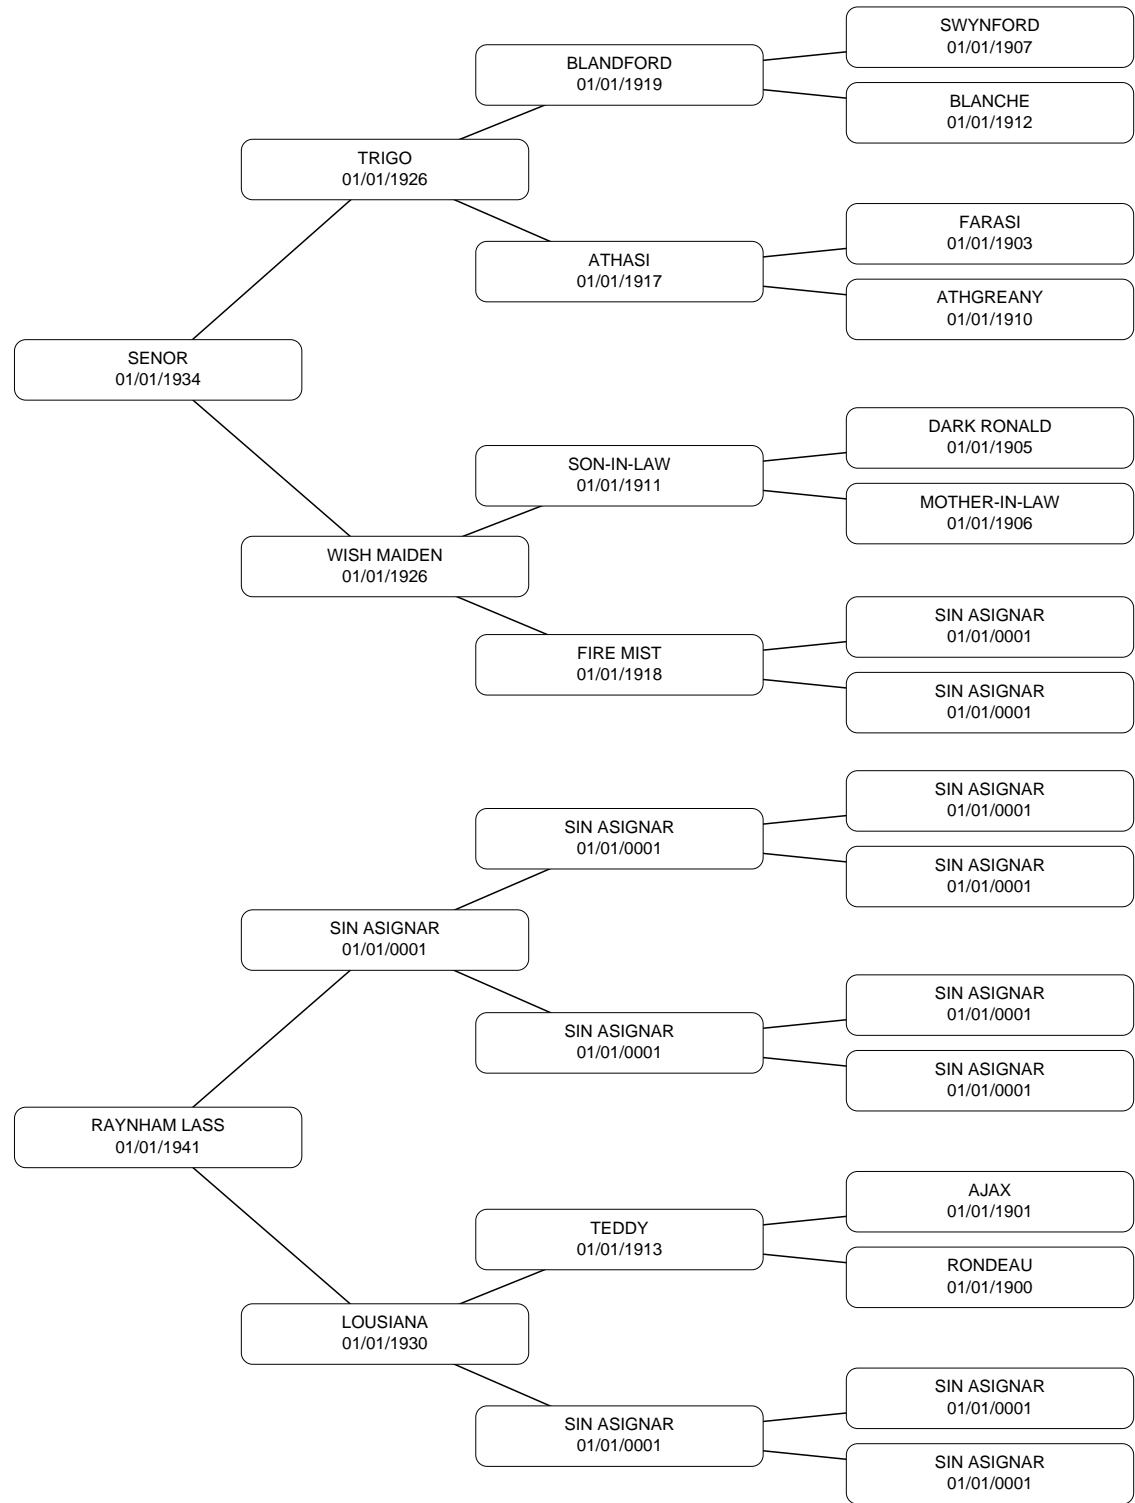 SWYNFORD
01/01/1907
BLANDFORD
01/01/1919
BLANCHE
01/01/1912
TRIGO
01/01/1926
FARASI
01/01/1903
ATHASI
01/01/1917
ATHGREANY
01/01/1910
SENOR
01/01/1934
DARK RONALD
01/01/1905
SON-IN-LAW
01/01/1911
MOTHER-IN-LAW
01/01/1906
WISH MAIDEN
01/01/1926
SIN ASIGNAR
01/01/0001
FIRE MIST
01/01/1918
SIN ASIGNAR
01/01/0001
SIN ASIGNAR
01/01/0001
SIN ASIGNAR
01/01/0001
SIN ASIGNAR
01/01/0001
SIN ASIGNAR
01/01/0001
SIN ASIGNAR
01/01/0001
SIN ASIGNAR
01/01/0001
SIN ASIGNAR
01/01/0001
RAYNHAM LASS
01/01/1941
AJAX
01/01/1901
TEDDY
01/01/1913
RONDEAU
01/01/1900
LOUSIANA
01/01/1930
SIN ASIGNAR
01/01/0001
SIN ASIGNAR
01/01/0001
SIN ASIGNAR
01/01/0001